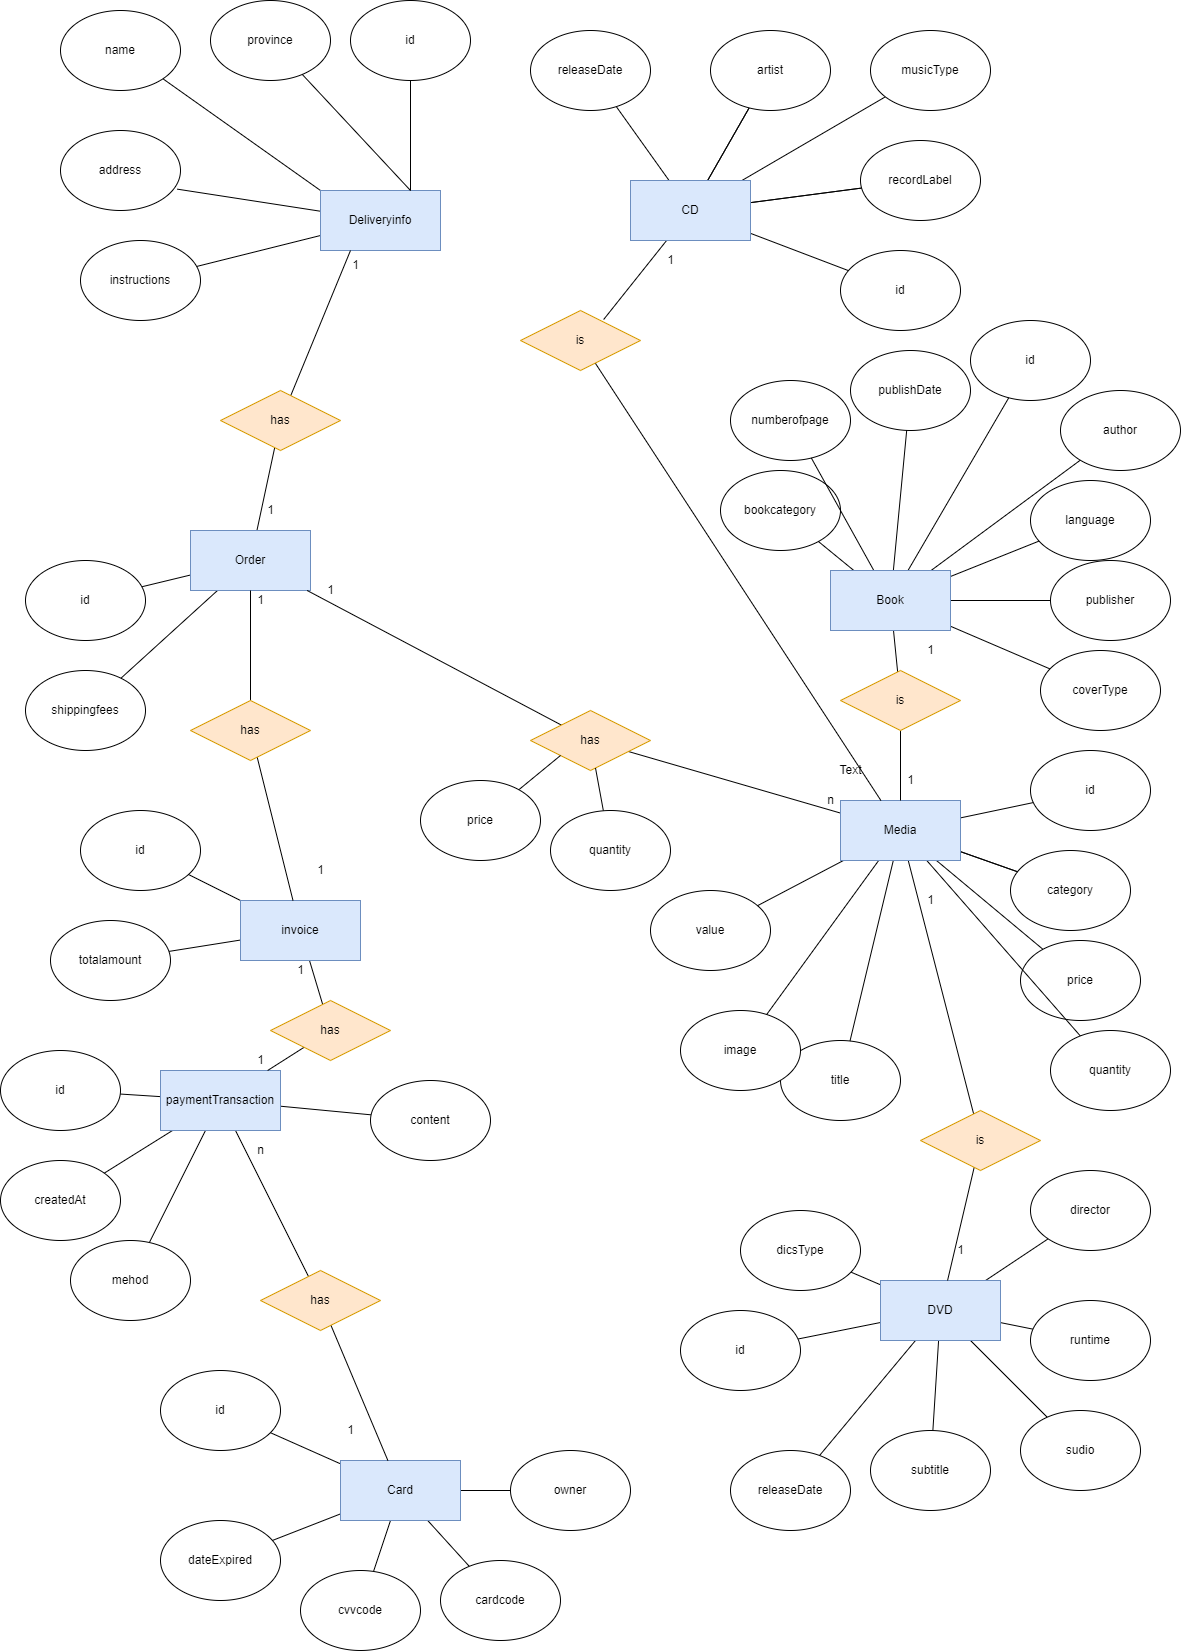 name
province
id
releaseDate
artist
musicType
address
recordLabel
Deliveryinfo
CD
instructions
1
1
id
is
id
publishDate
has
numberofpage
author
1
bookcategory
language
Order
id
1
1
Book
publisher
1
coverType
shippingfees
has
is
has
Text
1
n
id
price
quantity
Media
id
1
category
1
value
invoice
totalamount
1
price
has
image
1
id
paymentTransaction
title
quantity
content
n
is
createdAt
director
mehod
dicsType
1
has
DVD
id
runtime
id
1
sudio
subtitle
Card
owner
releaseDate
dateExpired
cvvcode
cardcode